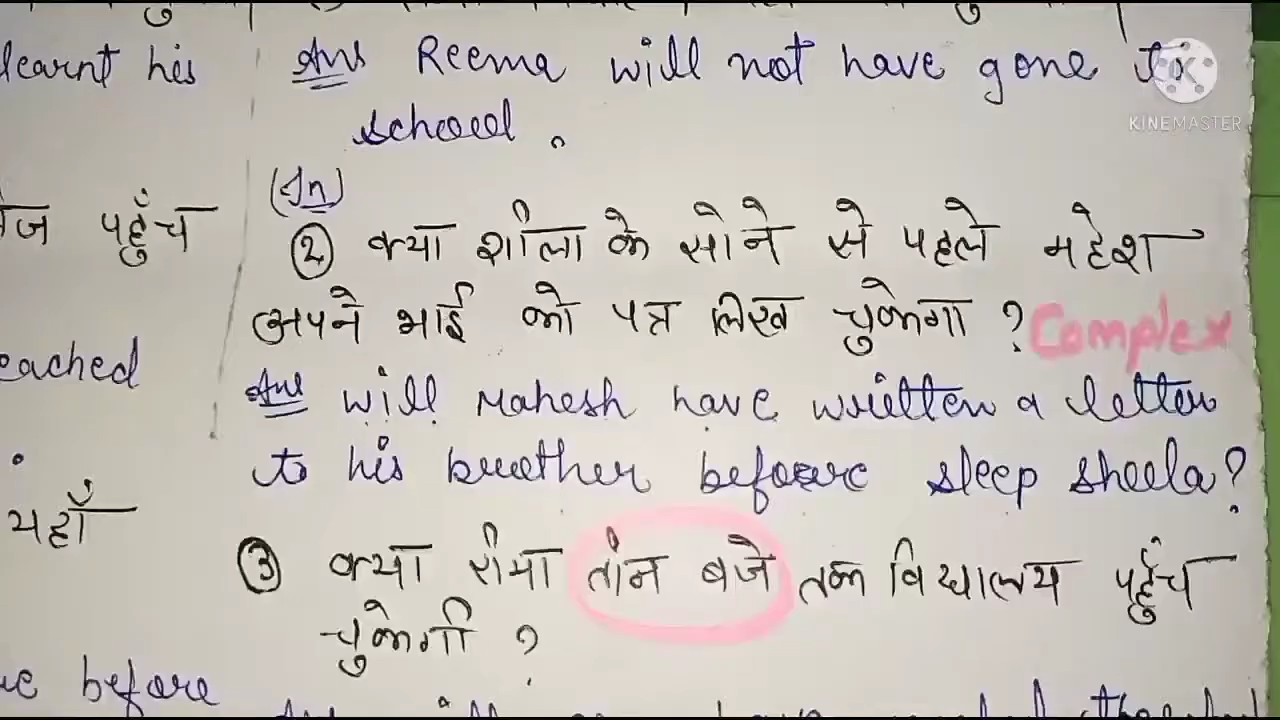 learnt his
Ans Reema will not have gone to
school.
(In)
② क्या शीला के सोने से पहले महेश
पहुँच
अपने भाई को पत्र लिख चुकेगा ? Complex
eached
Ans will Mahesh have written a letter
to his brother before sleep sheela?
यहाँ
③ क्या रीमा तीन बजे तक विद्यालय पहुँच
चुकेगी ?
before
KINEMASTER